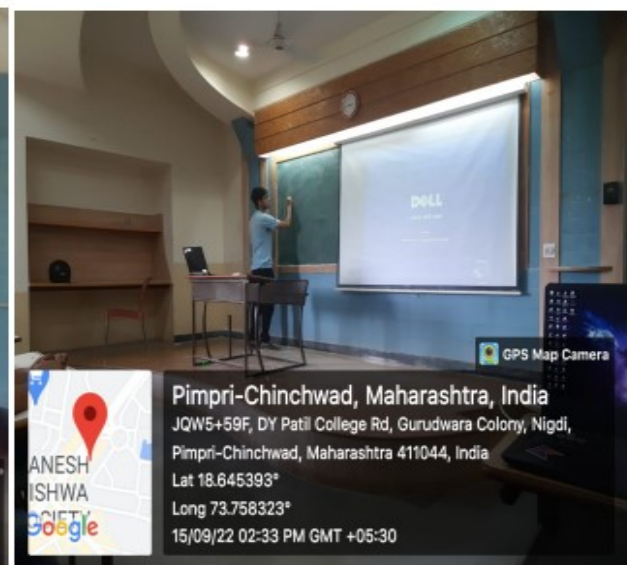 DELL
GPS Map Camera
Pimpri-Chinchwad, Maharashtra, India
JQW5+59F, DY Patil College Rd, Gurudwara Colony, Nigdi,
Pimpri-Chinchwad, Maharashtra 411044, India
Lat 18.645393°
Long 73.758323°
15/09/22 02:33 PM GMT +05:30
ANESH
ISHWA
Google